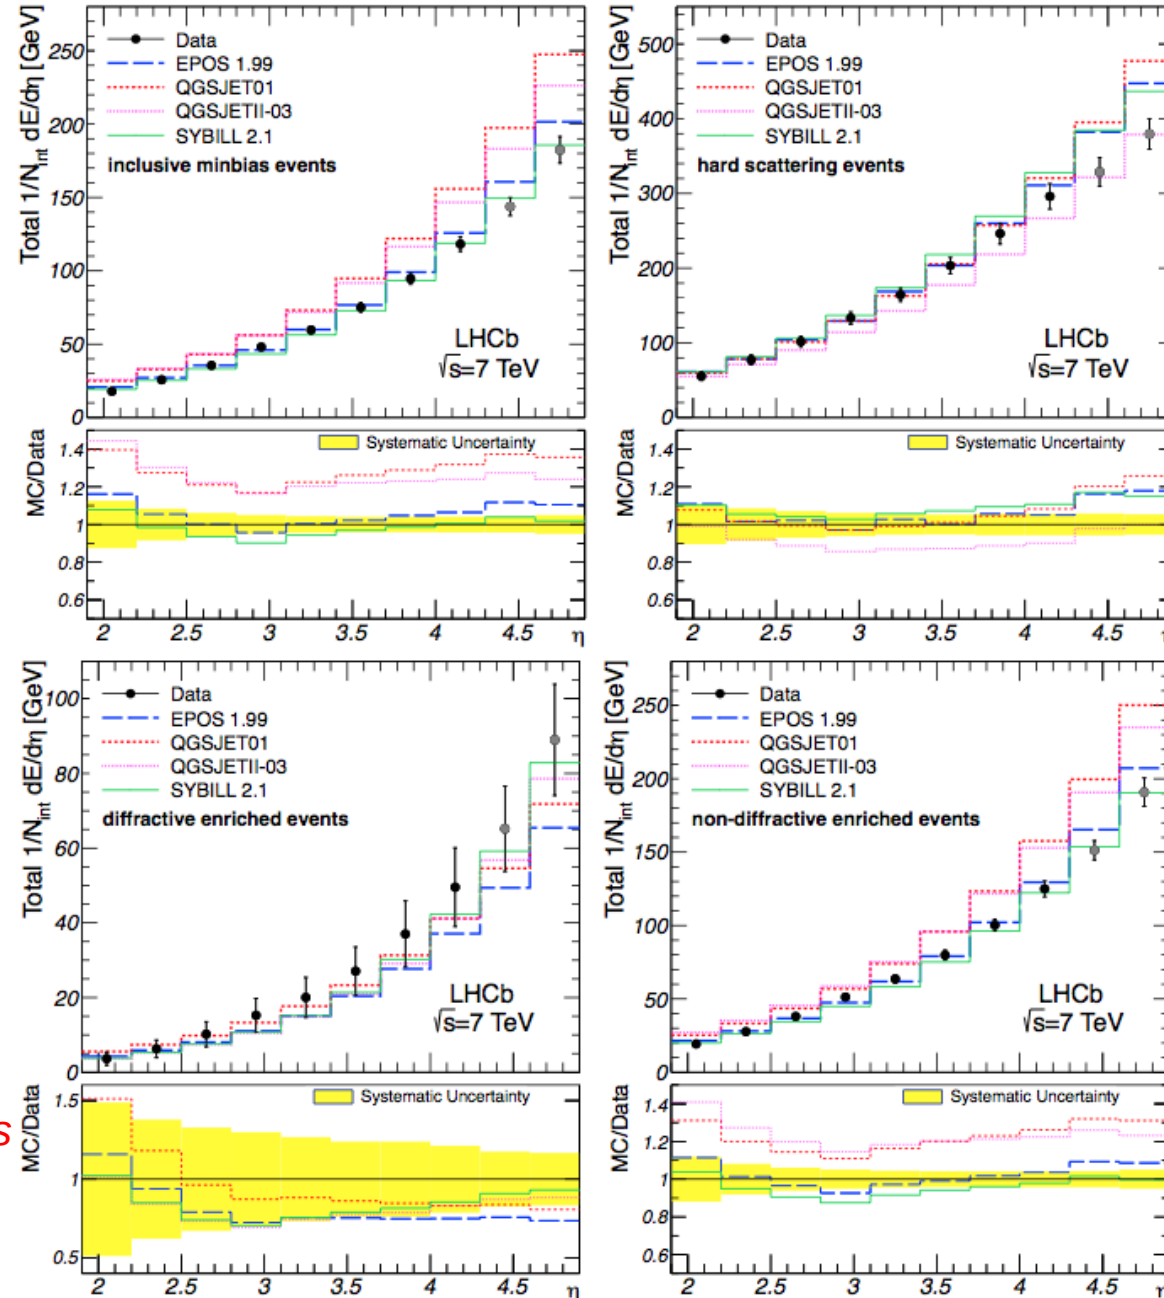 Total 1/N_int dE/dη [GeV]
250
200
150
100
50
0
Data
EPOS 1.99
QGSJET01
QGSJETII-03
SYBILL 2.1
inclusive minbias events
LHCb
√s=7 TeV
MC/Data
1.4
1.2
1
0.8
0.6
Systematic Uncertainty
2 2.5 3 3.5 4 4.5 η
Total 1/N_int dE/dη [GeV]
500
400
300
200
100
0
Data
EPOS 1.99
QGSJET01
QGSJETII-03
SYBILL 2.1
hard scattering events
LHCb
√s=7 TeV
MC/Data
1.4
1.2
1
0.8
0.6
Systematic Uncertainty
2 2.5 3 3.5 4 4.5
Total 1/N_int dE/dη [GeV]
100
80
60
40
20
0
Data
EPOS 1.99
QGSJET01
QGSJETII-03
SYBILL 2.1
diffractive enriched events
LHCb
√s=7 TeV
s
MC/Data
1.5
1
0.5
Systematic Uncertainty
2 2.5 3 3.5 4 4.5 η
Total 1/N_int dE/dη [GeV]
250
200
150
100
50
0
Data
EPOS 1.99
QGSJET01
QGSJETII-03
SYBILL 2.1
non-diffractive enriched events
LHCb
√s=7 TeV
MC/Data
1.4
1.2
1
0.8
0.6
Systematic Uncertainty
2 2.5 3 3.5 4 4.5 η